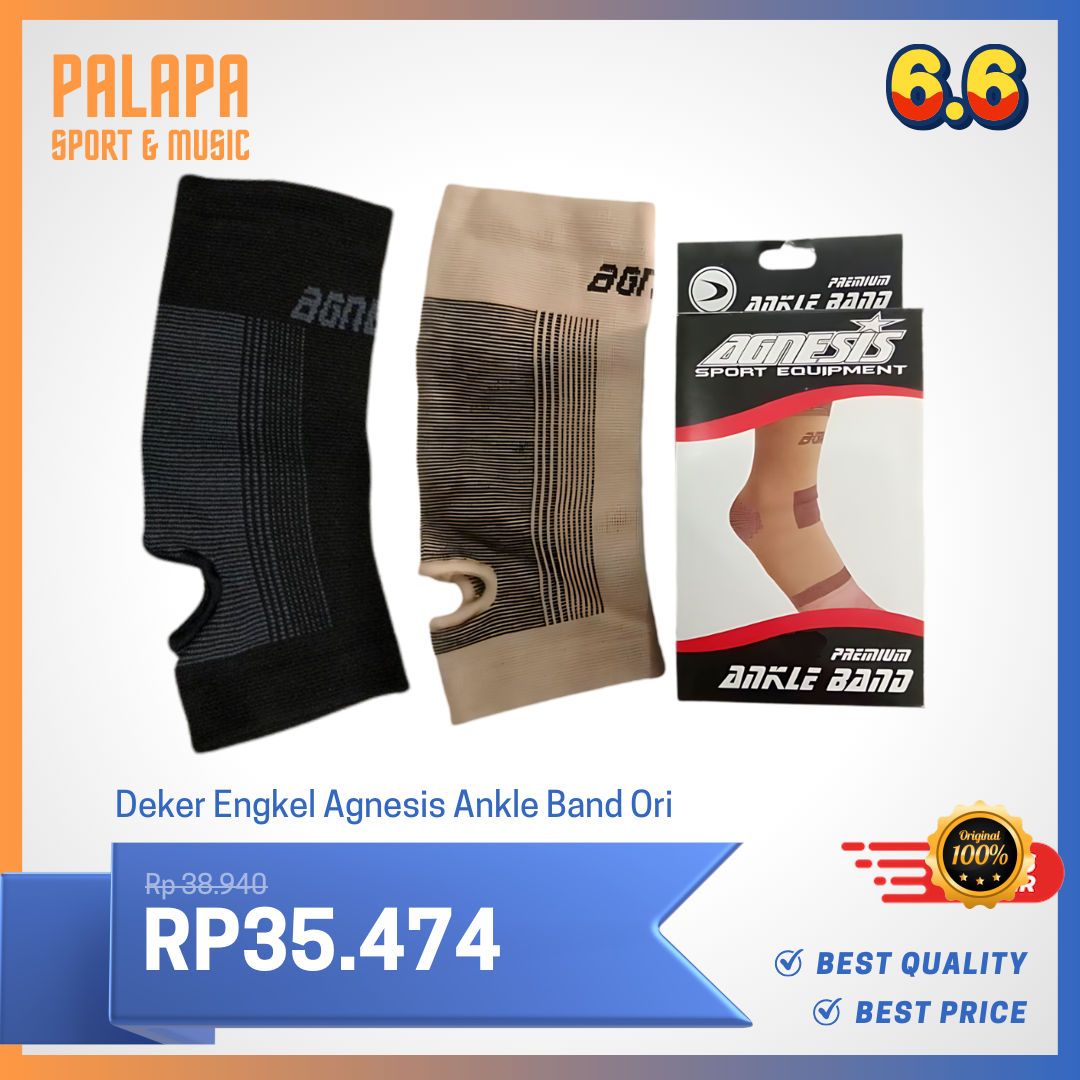 PALAPA
SPORT & MUSIC
6.6
AGNE
AGN
PREMIUM
ANKLE BAND
AGNESIS
SPORT EQUIPMENT
PREMIUM
ANKLE BAND
Deker Engkel Agnesis Ankle Band Ori
Rp 38.940
RP35.474
Original
100%
BEST QUALITY
BEST PRICE